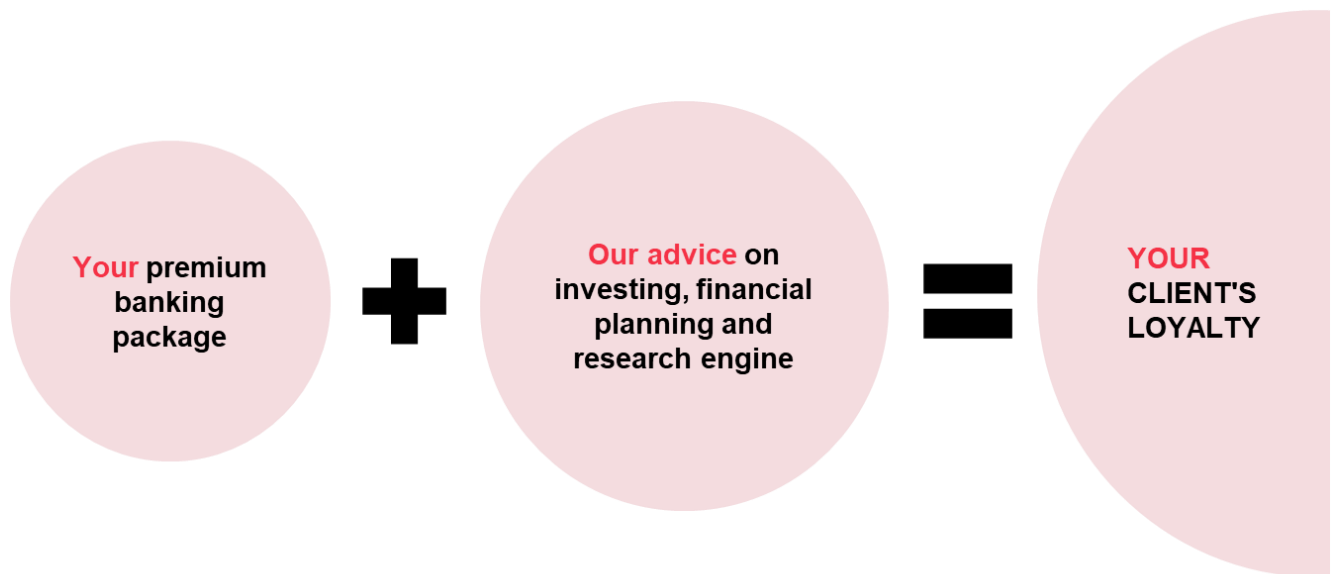 Your premium
banking
package
Our advice on
investing, financial
planning and
research engine
YOUR
CLIENT'S
LOYALTY